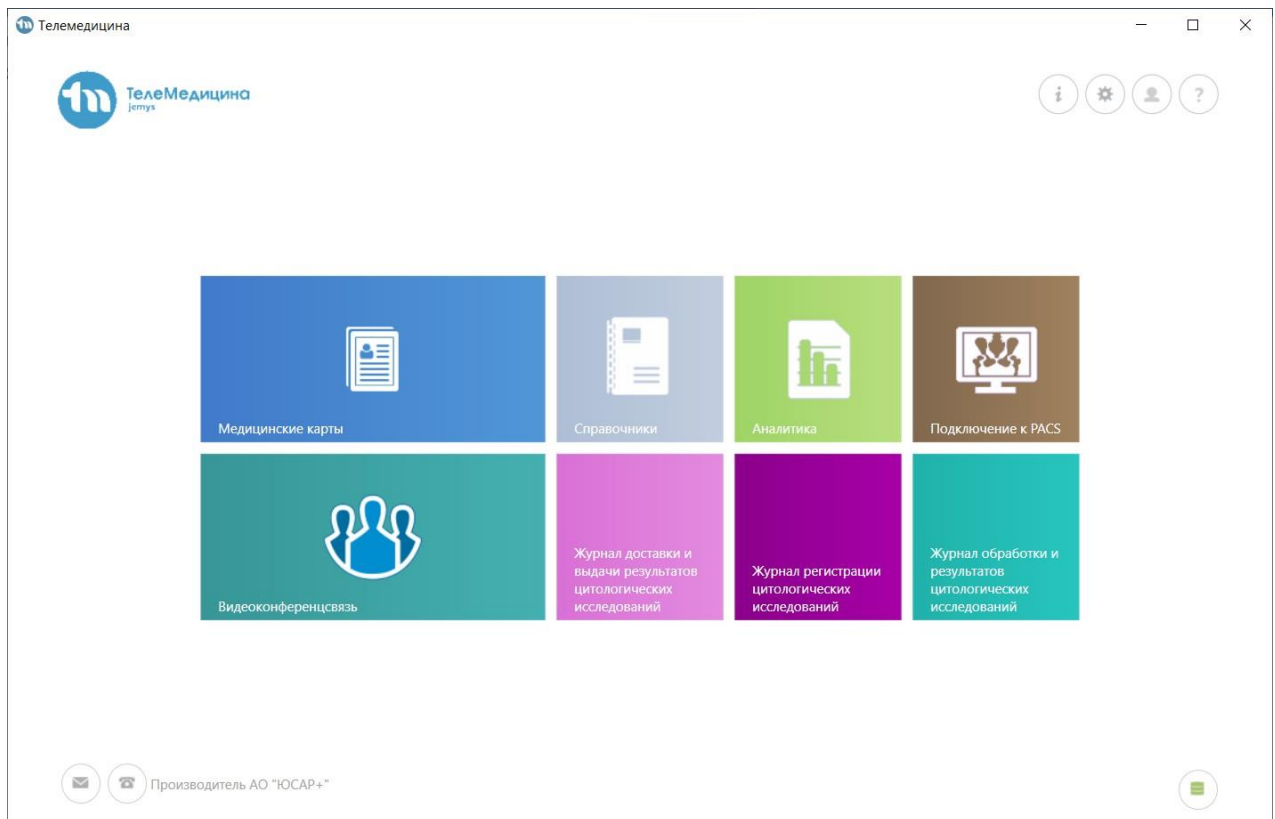 Телемедицина
ТелеМедицина
jemys
Медицинские карты
Справочники
Аналитика
Подключение к PACS
Видеоконференцсвязь
Журнал доставки и
выдачи результатов
цитологических
исследований
Журнал регистрации
цитологических
исследований
Журнал обработки и
результатов
цитологических
исследований
Производитель АО "ЮСАР+"